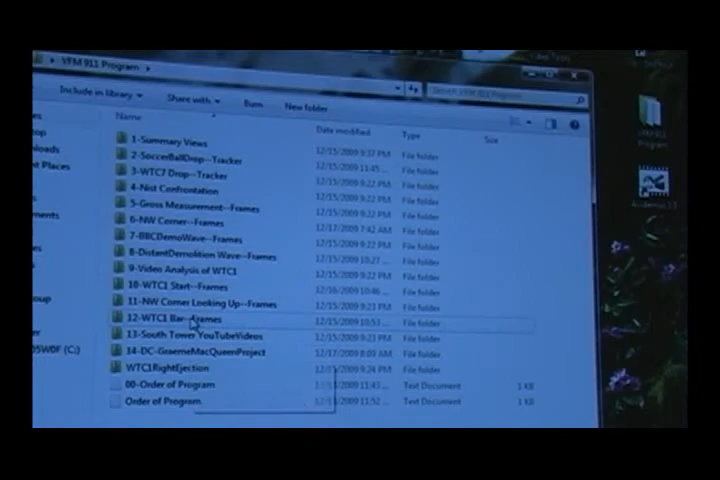 VFM 911 Program
Search VFM 911 Program
Include in library
Share with
Burn
New folder
Name
Date modified
Type
Size
1-Summary Views
12/15/2009 9:37 PM
File folder
2-SoccerBallDrop--Tracker
12/15/2009 11:45 ...
File folder
3-WTC7 Drop--Tracker
12/15/2009 9:22 PM
File folder
4-Nist Confrontation
12/15/2009 9:22 PM
File folder
5-Gross Measurement--Frames
12/15/2009 9:22 PM
File folder
6-NW Corner--Frames
12/17/2009 7:42 AM
File folder
7-BBCDemoWave--Frames
12/15/2009 9:22 PM
File folder
8-DistantDemolition Wave--Frames
12/15/2009 10:27 ...
File folder
9-Video Analysis of WTC1
12/15/2009 9:22 PM
File folder
10-WTC1 Start--Frames
12/16/2009 10:46 ...
File folder
11-NW Corner Looking Up--Frames
12/15/2009 9:23 PM
File folder
12-WTC1 Bar--Frames
12/15/2009 10:53 ...
File folder
13-South Tower YouTubeVideos
12/15/2009 9:23 PM
File folder
14-DC-GraemeMacQueenProject
12/17/2009 8:03 AM
File folder
WTC1RightEjection
12/15/2009 9:24 PM
File folder
00-Order of Program
2009 11:43 ...
Text Document
1 KB
Order of Program
2009 11:52 ...
Text Document
1 KB
ownloads
nt Places
(C:)
VFM 911
Program